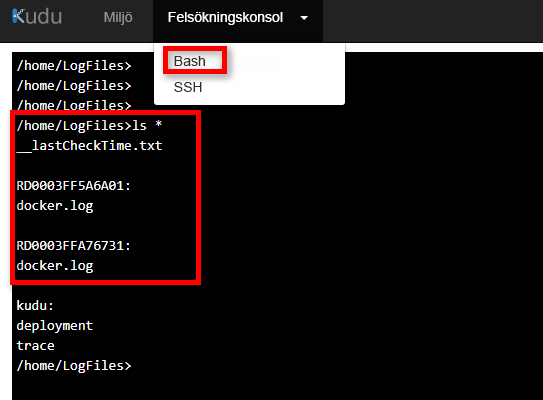 Kudu Miljö Felsökningskonsol
Bash
SSH
/home/LogFiles>
/home/LogFiles>
/home/LogFiles>
/home/LogFiles>ls *
__lastCheckTime.txt
RD0003FF5A6A01:
docker.log
RD0003FFA76731:
docker.log
kudu:
deployment
trace
/home/LogFiles>